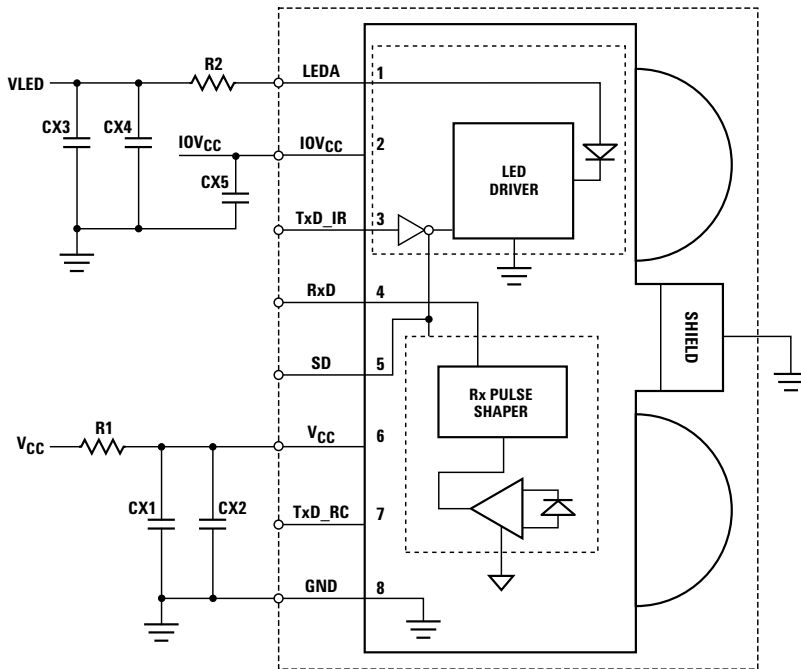 R2
LEDA
1
VLED
CX3
CX4
IOVCC
IOVCC
2
CX5
LED
DRIVER
TxD_IR
3
RxD
4
SHIELD
SD
5
Rx PULSE
SHAPER
VCC
R1
VCC
6
CX1
CX2
TxD_RC
7
GND
8